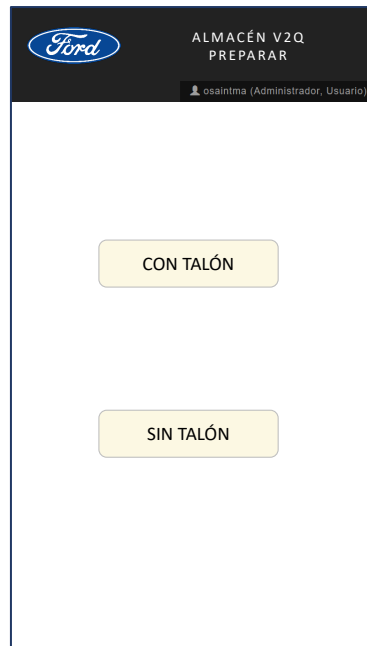 Ford
ALMACÉN V2Q
PREPARAR
osaintma (Administrador, Usuario)
CON TALÓN
SIN TALÓN